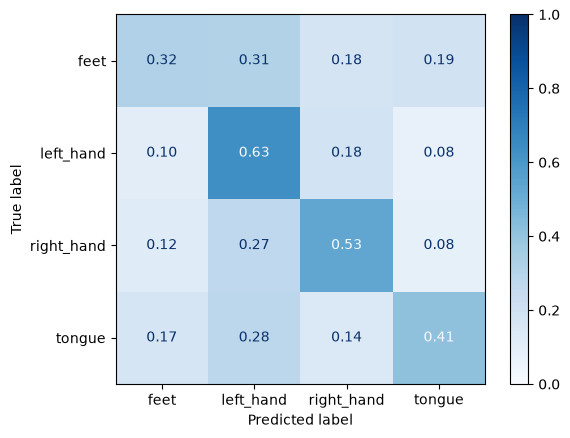 1.0
feet 0.32 0.31 0.18 0.19
0.8
left_hand 0.10 0.63 0.18 0.08
0.6
True label
right_hand 0.12 0.27 0.53 0.08
0.4
0.2
tongue 0.17 0.28 0.14 0.41
0.0
feet left_hand right_hand tongue
Predicted label